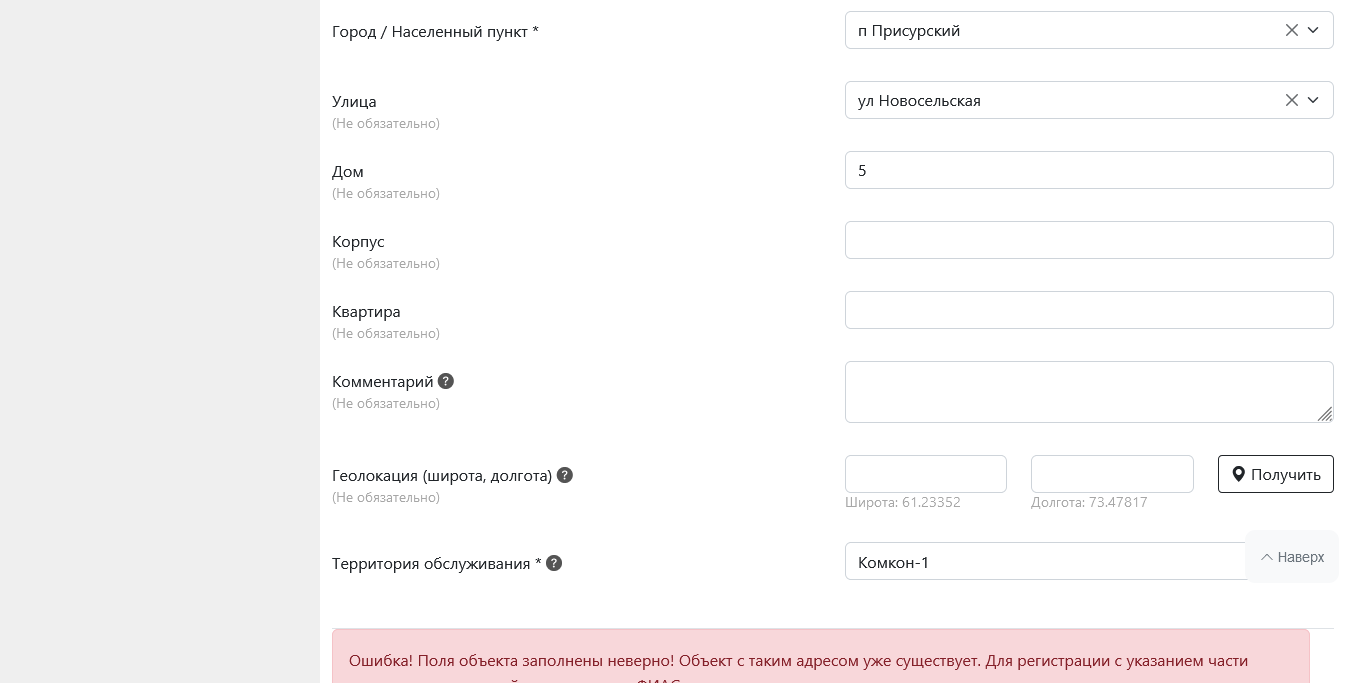 Город / Населенный пункт *
п Присурский
Улица
(Не обязательно)
ул Новосельская
Дом
(Не обязательно)
5
Корпус
(Не обязательно)
Квартира
(Не обязательно)
Комментарий ?
(Не обязательно)
Геолокация (широта, долгота) ?
(Не обязательно)
Широта: 61.23352
Долгота: 73.47817
Получить
Территория обслуживания * ?
Комкон-1
Наверх
Ошибка! Поля объекта заполнены неверно! Объект с таким адресом уже существует. Для регистрации с указанием части
ФИАС